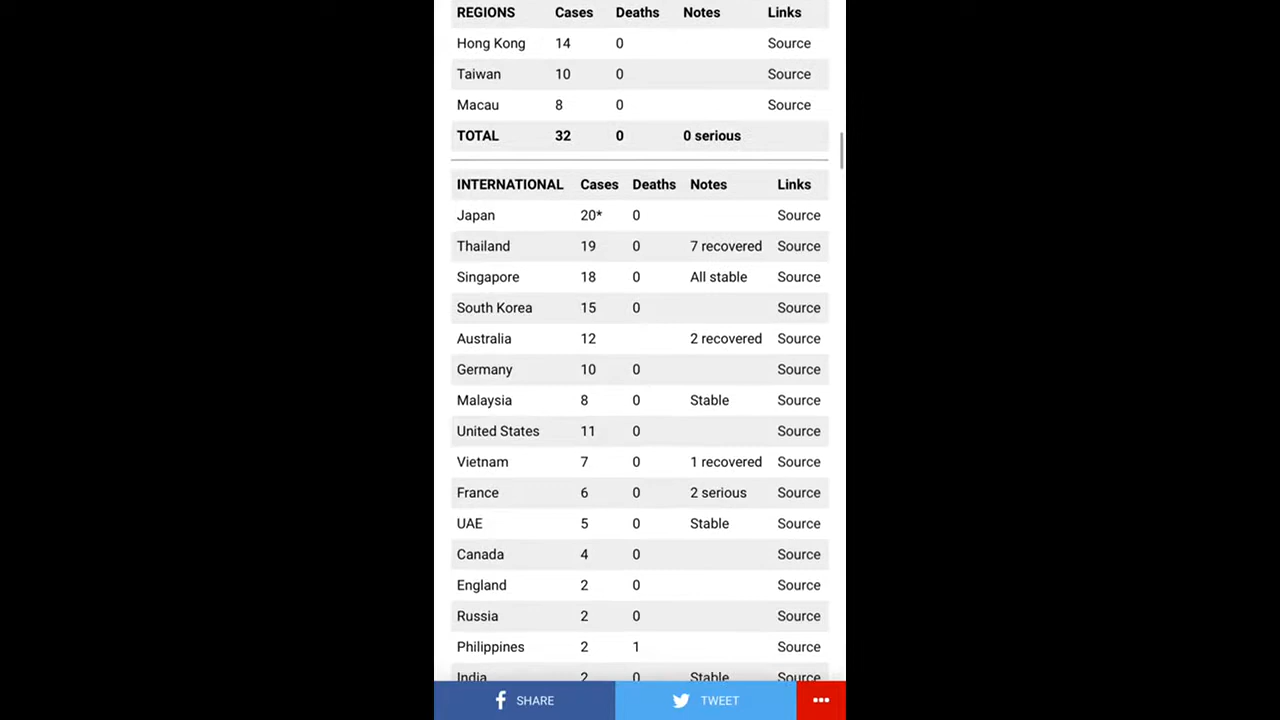 REGIONS Cases Deaths Notes Links
Hong Kong 14 0 Source
Taiwan 10 0 Source
Macau 8 0 Source
TOTAL 32 0 0 serious
INTERNATIONAL Cases Deaths Notes Links
Japan 20* 0 Source
Thailand 19 0 7 recovered Source
Singapore 18 0 All stable Source
South Korea 15 0 Source
Australia 12 2 recovered Source
Germany 10 0 Source
Malaysia 8 0 Stable Source
United States 11 0 Source
Vietnam 7 0 1 recovered Source
France 6 0 2 serious Source
UAE 5 0 Stable Source
Canada 4 0 Source
England 2 0 Source
Russia 2 0 Source
Philippines 2 1 Source
India 2 0 Stable Source
SHARE TWEET